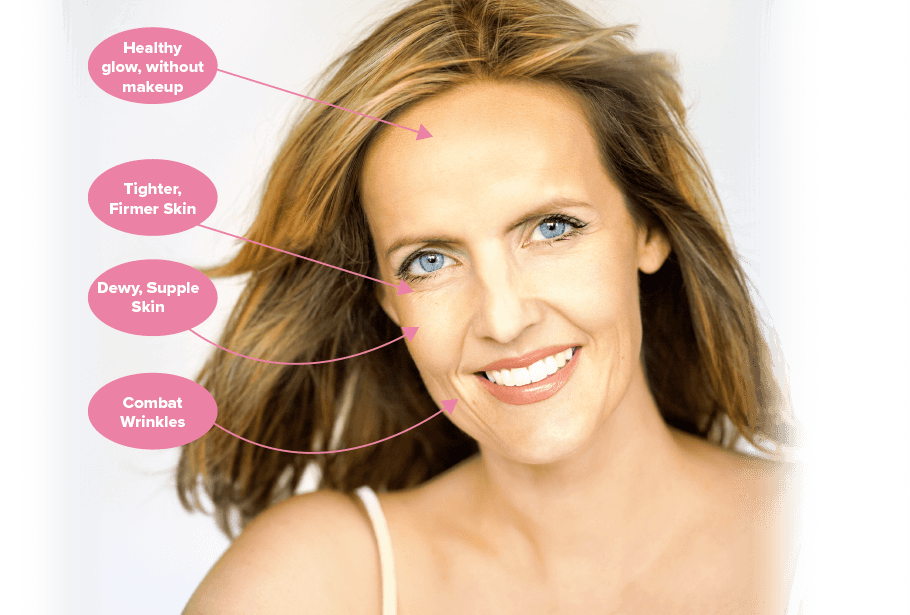 Healthy
glow, without
makeup
Tighter,
Firmer Skin
Dewy, Supple
Skin
Combat
Wrinkles